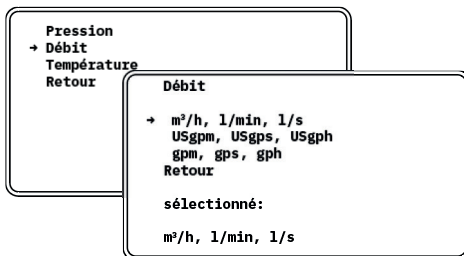 Pression
→ Débit
Température
Retour
Débit
→ m³/h, l/min, l/s
USgpm, USgps, USgph
gpm, gps, gph
Retour
sélectionné:
m³/h, l/min, l/s